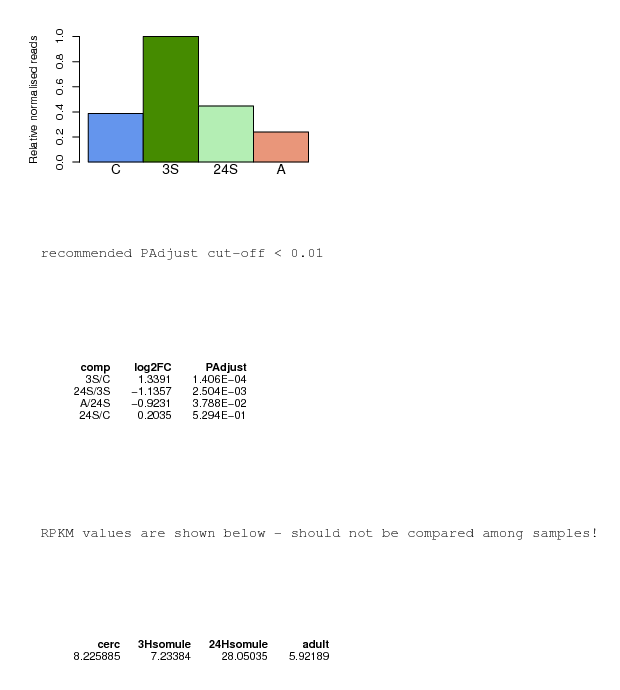 Relative normalised reads
1.0
0.8
0.6
0.4
0.2
0.0
C 3S 24S A
recommended PAdjust cut-off < 0.01
comp log2FC PAdjust
3S/C 1.3391 1.406E−04
24S/3S −1.1357 2.504E−03
A/24S −0.9231 3.788E−02
24S/C 0.2035 5.294E−01
RPKM values are shown below - should not be compared among samples!
cerc 3Hsomule 24Hsomule adult
8.225885 7.23384 28.05035 5.92189